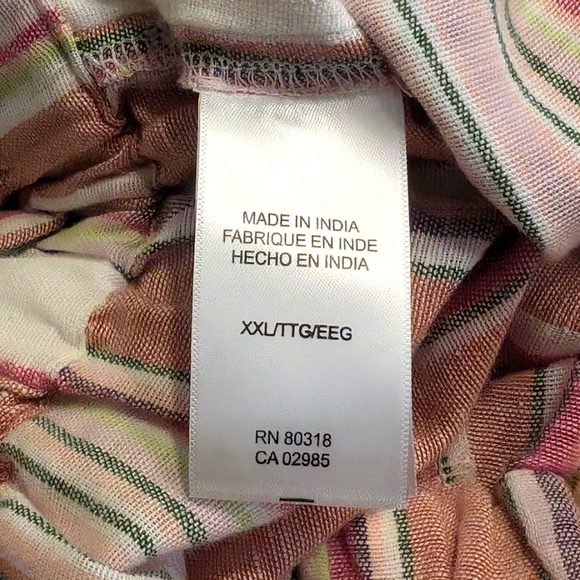 MADE IN INDIA
FABRIQUE EN INDE
HECHO EN INDIA
XXL/TTG/EEG
RN 80318
CA 02985